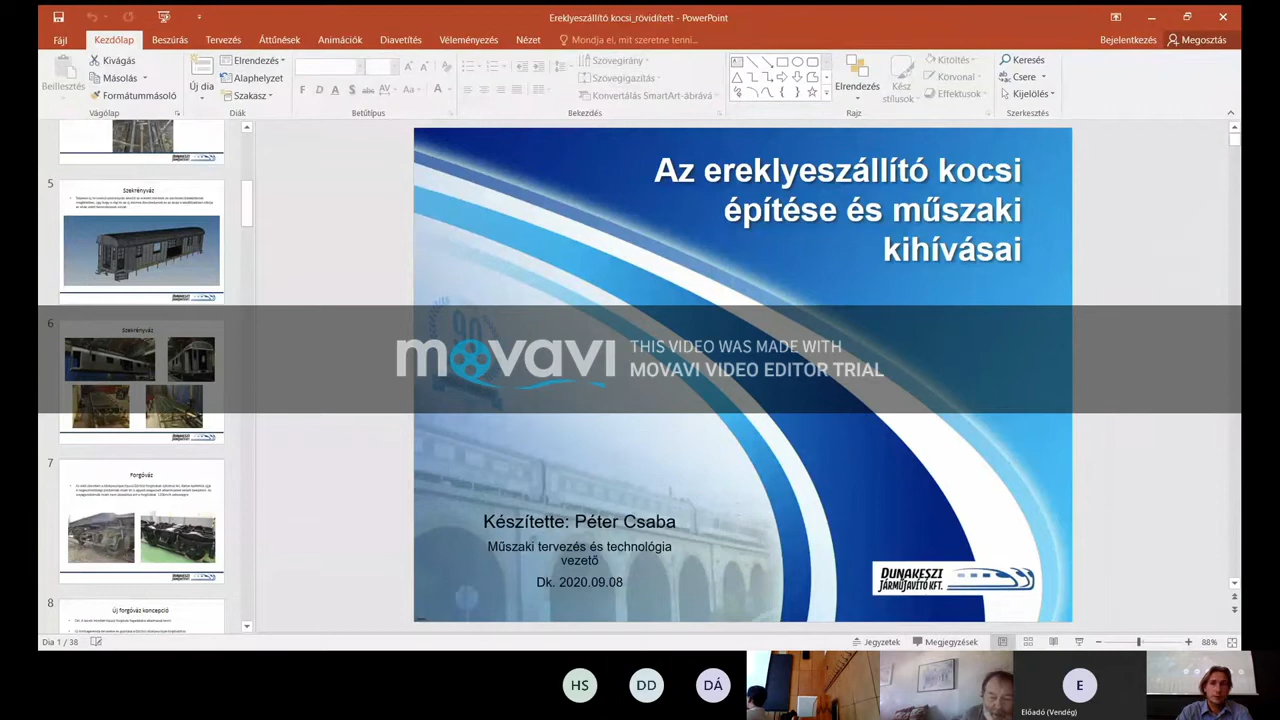 Ereklyeszállító kocsi_rövidített - PowerPoint
Fájl Kezdőlap Beszúrás Tervezés Áttűnések Animációk Diavetítés Véleményezés Nézet Mondja el, mit szeretne tenni... Bejelentkezés Megosztás
Beillesztés
Kivágás
Másolás
Formátummásoló
Új dia
Elrendezés
Alaphelyzet
Szakasz
F K A S abc AV Aa A
Szövegirány
Szövegigazítás
Konvertálás SmartArt-ábrává
Elrendezés
Kész stílusok
Kitöltés
Körvonal
Effektusok
Keresés
Csere
Kijelölés
Vágólap Diák Betűtípus Bekezdés Rajz Szerkesztés
5
Szekrényváz
6
Szekrényváz
7
Forgóváz
8
Új forgóváz koncepció
Az ereklyeszállító kocsi
építése és műszaki
kihívásai
movavi
THIS VIDEO WAS MADE WITH
MOVAVI VIDEO EDITOR TRIAL
Készítette: Péter Csaba
Műszaki tervezés és technológia
vezető
Dk. 2020.09.08
DUNAKESZI
JÁRMŰJAVÍTÓ KFT.
Dia 1 / 38
Jegyzetek Megjegyzések 88%
HS DD DÁ E
Előadó (Vendég)